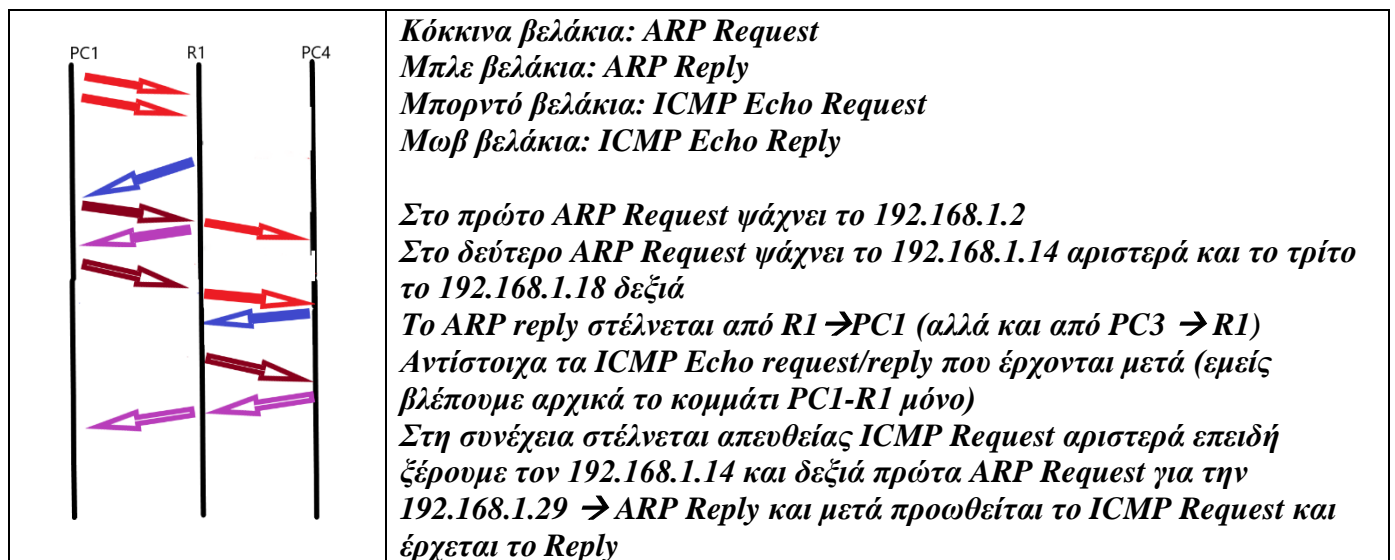 PC1 R1 PC4
Κόκκινα βελάκια: ARP Request
Μπλε βελάκια: ARP Reply
Μπορντό βελάκια: ICMP Echo Request
Μωβ βελάκια: ICMP Echo Reply
Στο πρώτο ARP Request ψάχνει το 192.168.1.2
Στο δεύτερο ARP Request ψάχνει το 192.168.1.14 αριστερά και το τρίτο
το 192.168.1.18 δεξιά
Το ARP reply στέλνεται από R1→PC1 (αλλά και από PC3 → R1)
Αντίστοιχα τα ICMP Echo request/reply που έρχονται μετά (εμείς
βλέπουμε αρχικά το κομμάτι PC1-R1 μόνο)
Στη συνέχεια στέλνεται απευθείας ICMP Request αριστερά επειδή
ξέρουμε τον 192.168.1.14 και δεξιά πρώτα ARP Request για την
192.168.1.29 → ARP Reply και μετά προωθείται το ICMP Request και
έρχεται το Reply